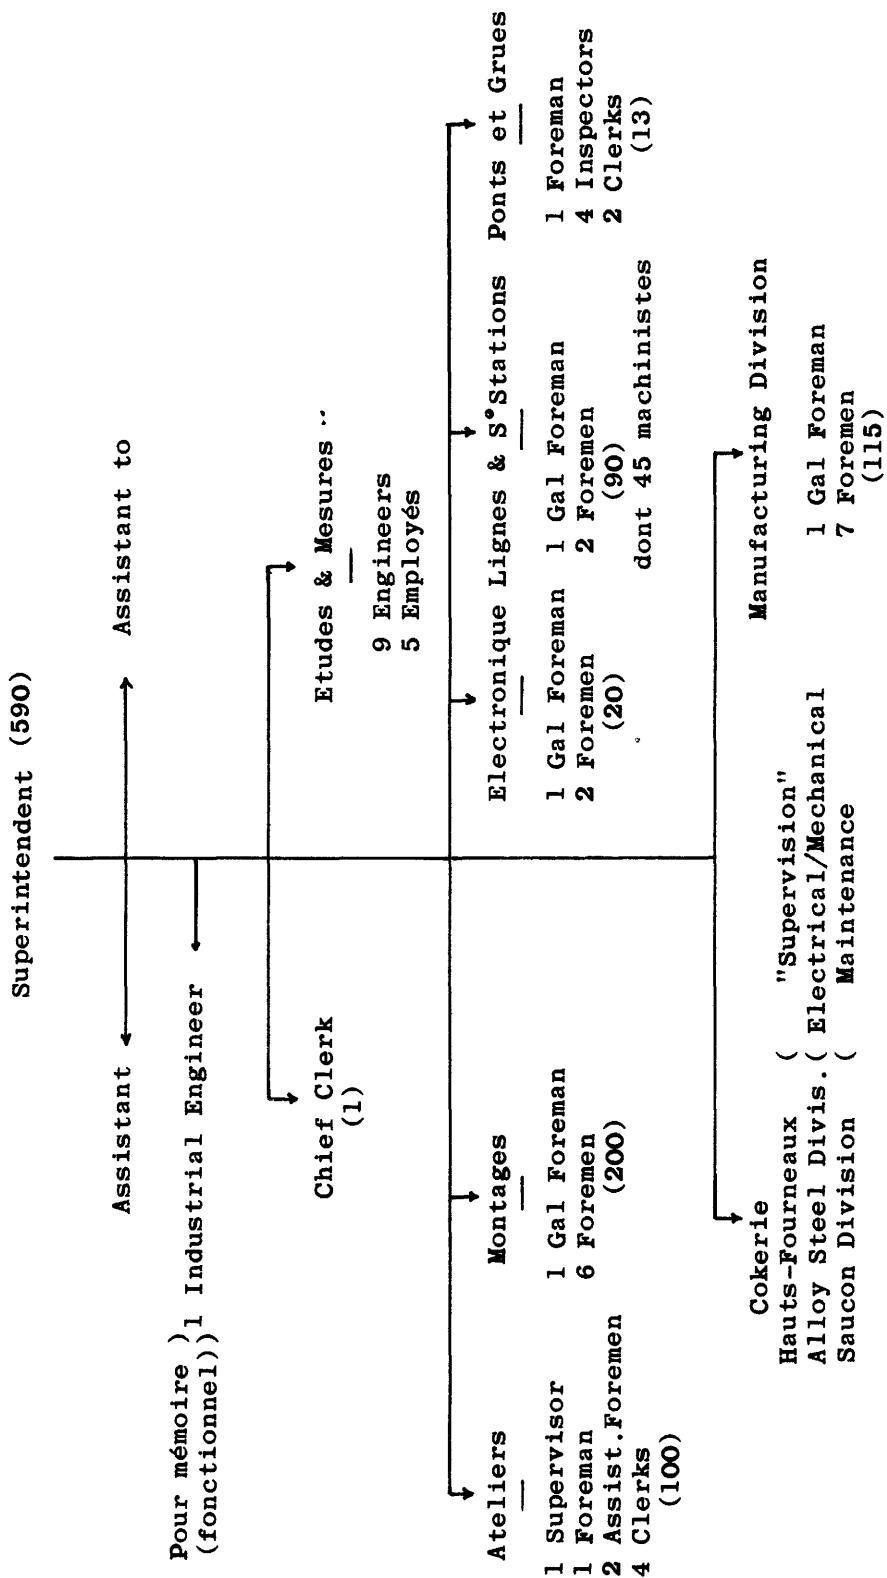 Superintendent (590)
Assistant
Assistant to
Pour mémoire )
(fonctionnel))
1 Industrial Engineer
Chief Clerk
(1)
Etudes & Mesures
9 Engineers
5 Employés
Ateliers
1 Supervisor
1 Foreman
2 Assist.Foremen
4 Clerks
(100)
Montages
1 Gal Foreman
6 Foremen
(200)
Electronique
1 Gal Foreman
2 Foremen
(20)
Lignes & S°Stations
1 Gal Foreman
2 Foremen
(90)
dont 45 machinistes
Ponts et Grues
1 Foreman
4 Inspectors
2 Clerks
(13)
Cokerie
Hauts-Fourneaux ( "Supervision"
Alloy Steel Divis.( Electrical/Mechanical
Saucon Division ( Maintenance
Manufacturing Division
1 Gal Foreman
7 Foremen
(115)